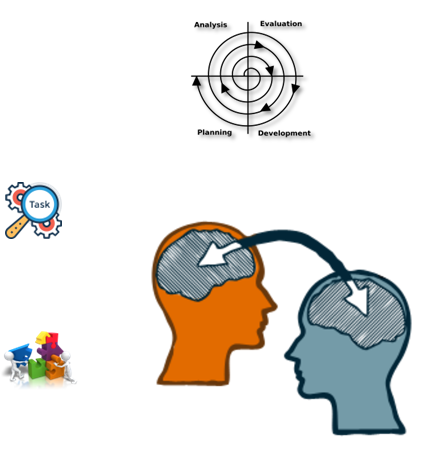 Analysis
Evaluation
Planning
Development
Task